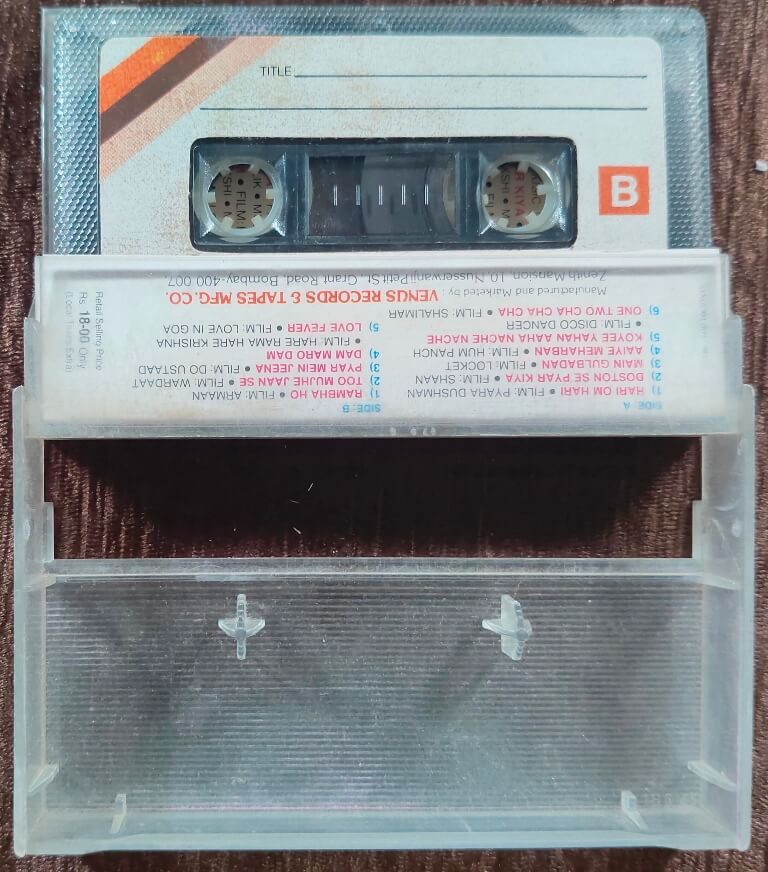 TITLE
B
SIDE: A
1) HARI OM HARI • FILM: PYARA DUSHMAN
2) DOSTON SE PYAR KIYA • FILM: SHAAN
3) MAIN GULBADAN • FILM: LOCKET
4) AAIYE MEHARBAN • FILM: HUM PANCH
5) KOYEE YAHAN AAHA NACHE NACHE
• FILM: DISCO DANCER
6) ONE TWO CHA CHA CHA • FILM: SHALIMAR
SIDE: B
1) RAMBHA HO • FILM: ARMAAN
2) TOO MUJHE JAAN SE • FILM: WARDAAT
3) PYAR MEIN JEENA • FILM: DO USTAAD
4) DAM MARO DAM
• FILM: HARE RAMA HARE KRISHNA
5) LOVE FEVER • FILM: LOVE IN GOA
Manufactured and Marketed by: VENUS RECORDS & TAPES MFG. CO.
Zenith Mansion, 10, Nusserwanji Petit St., Grant Road, Bombay-400 007.
Retail Selling Price
Rs. 18-00 Only
(Local Taxes Extra)
• FILM
R KIYA